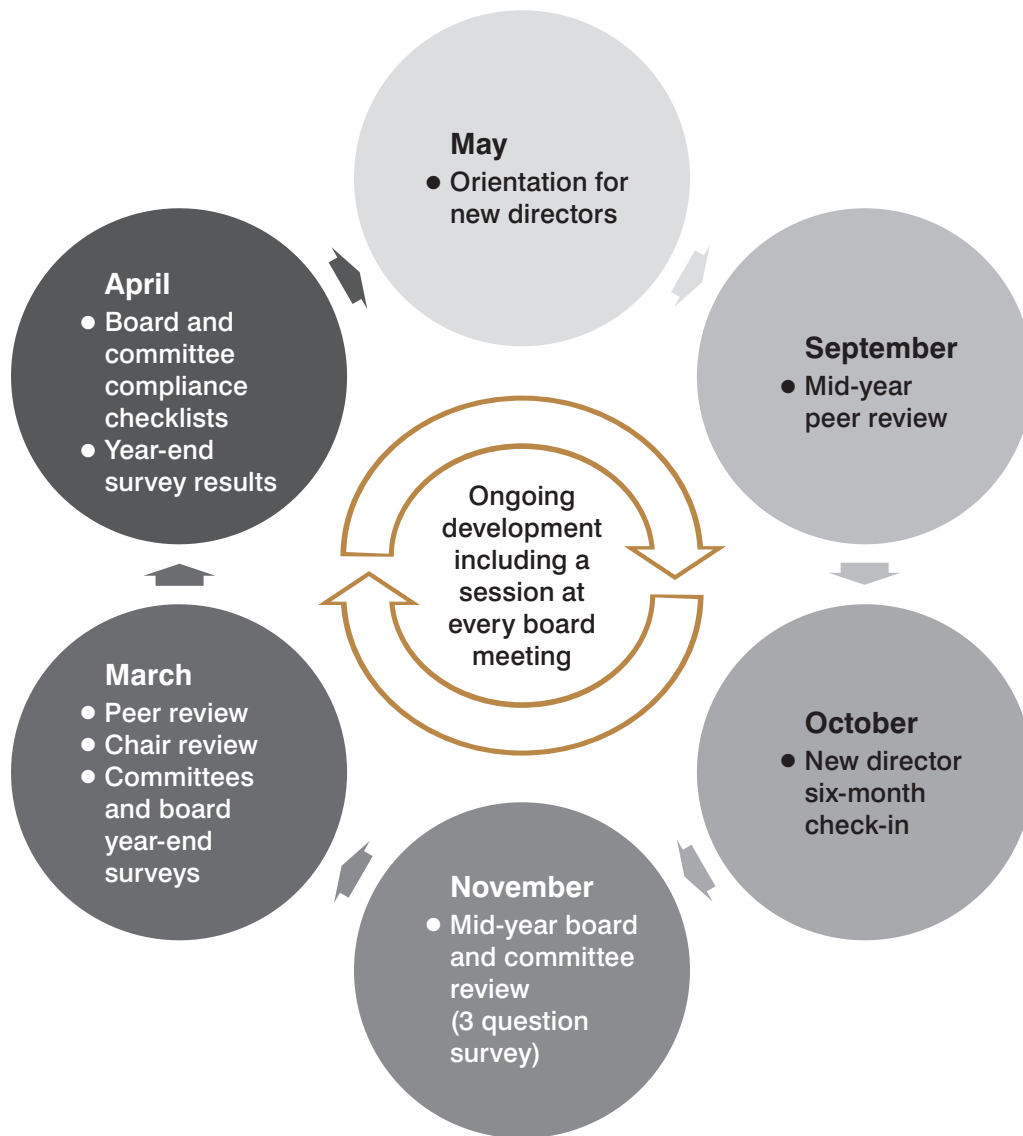 May
● Orientation for
new directors
September
● Mid-year
peer review
October
● New director
six-month
check-in
November
● Mid-year board
and committee
review
(3 question
survey)
March
● Peer review
● Chair review
● Committees
and board
year-end
surveys
April
● Board and
committee
compliance
checklists
● Year-end
survey results
Ongoing
development
including a
session at
every board
meeting